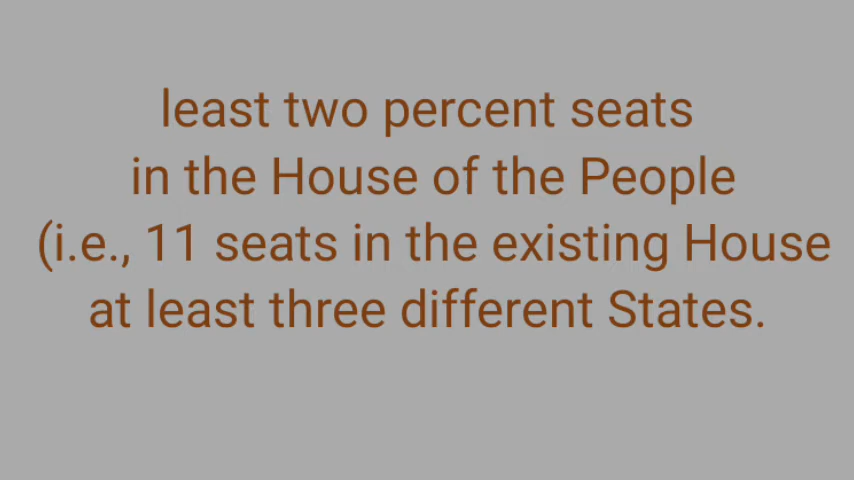 least two percent seats
in the House of the People
(i.e., 11 seats in the existing House
at least three different States.